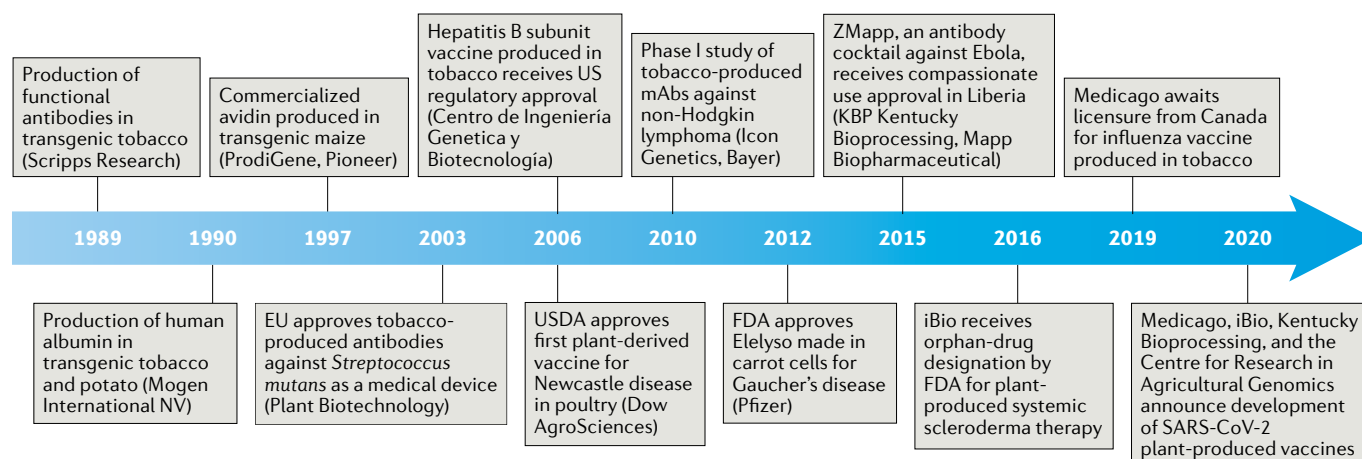 Production of
functional
antibodies in
transgenic tobacco
(Scripps Research)
Commercialized
avidin produced in
transgenic maize
(ProdiGene, Pioneer)
Hepatitis B subunit
vaccine produced in
tobacco receives US
regulatory approval
(Centro de Ingeniería
Genetica y
Biotecnología)
Phase I study of
tobacco-produced
mAbs against
non-Hodgkin
lymphoma (Icon
Genetics, Bayer)
ZMapp, an antibody
cocktail against Ebola,
receives compassionate
use approval in Liberia
(KBP Kentucky
Bioprocessing, Mapp
Biopharmaceutical)
Medicago awaits
licensure from Canada
for influenza vaccine
produced in tobacco
1989 1990 1997 2003 2006 2010 2012 2015 2016 2019 2020
Production of human
albumin in
transgenic tobacco
and potato (Mogen
International NV)
EU approves tobacco-
produced antibodies
against Streptococcus
mutans as a medical device
(Plant Biotechnology)
USDA approves
first plant-derived
vaccine for
Newcastle disease
in poultry (Dow
AgroSciences)
FDA approves
Elelyso made in
carrot cells for
Gaucher's disease
(Pfizer)
iBio receives
orphan-drug
designation by
FDA for plant-
produced systemic
scleroderma therapy
Medicago, iBio, Kentucky
Bioprocessing, and the
Centre for Research in
Agricultural Genomics
announce development
of SARS-CoV-2
plant-produced vaccines